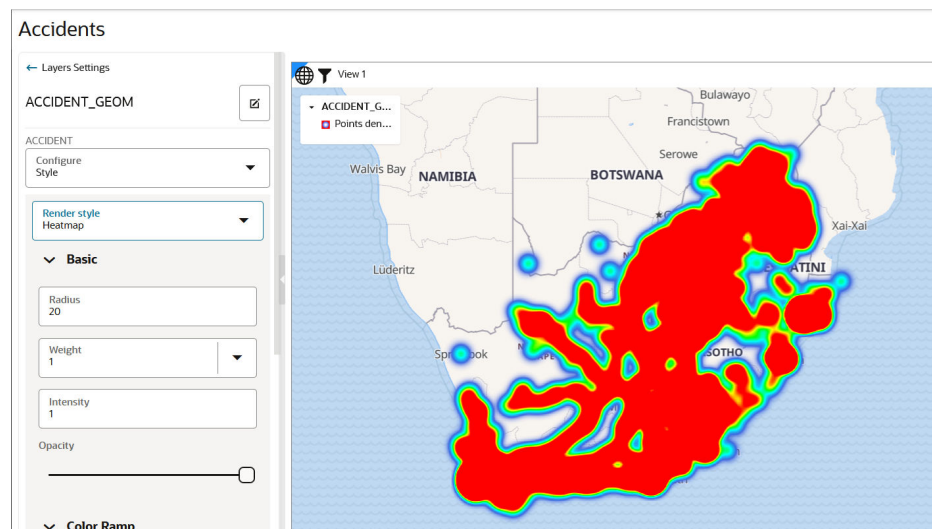 Accidents
← Layers Settings
ACCIDENT_GEOM
ACCIDENT
Configure
Style
Render style
Heatmap
Basic
Radius
20
Weight
1
Intensity
1
Opacity
Color Ramp
View 1
ACCIDENT_G...
Points den...
Bulawayo
Francistown
Serowe
Walvis Bay
NAMIBIA
BOTSWANA
Xai-Xai
Lüderitz
ATINI
SOTHO